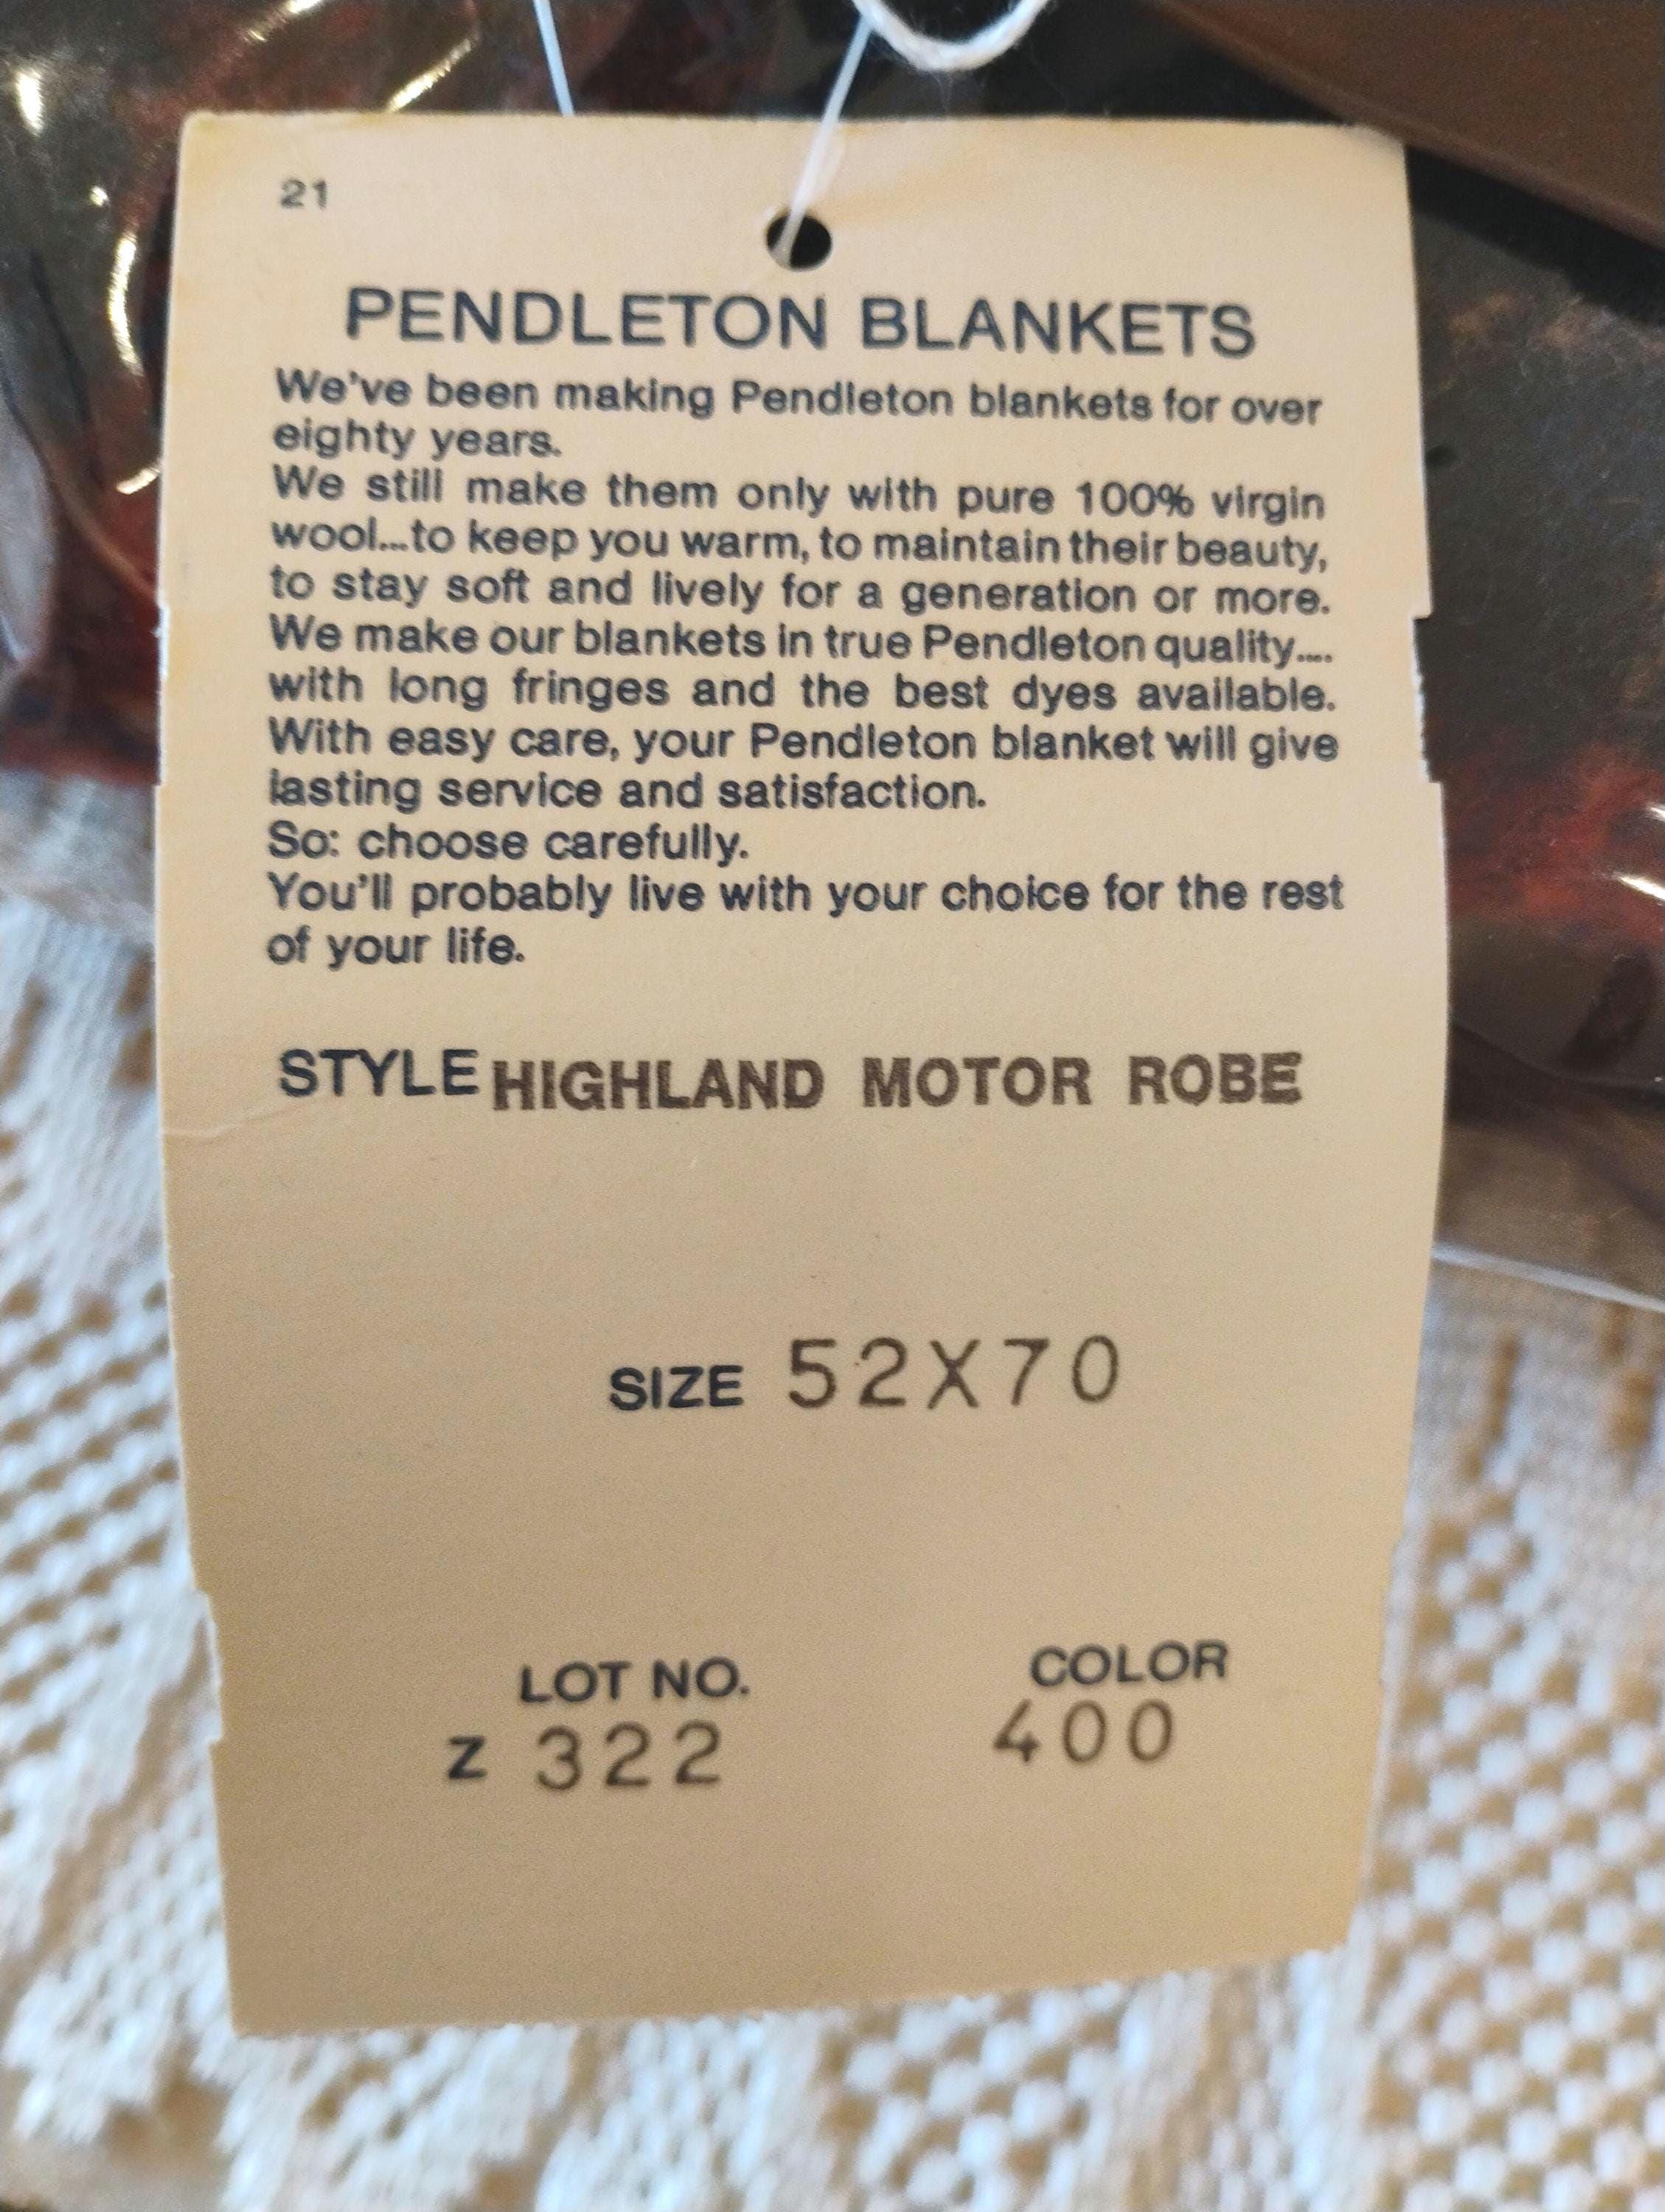 21
PENDLETON BLANKETS
We've been making Pendleton blankets for over
eighty years.
We still make them only with pure 100% virgin
wool...to keep you warm, to maintain their beauty,
to stay soft and lively for a generation or more.
We make our blankets in true Pendleton quality....
with long fringes and the best dyes available.
With easy care, your Pendleton blanket will give
lasting service and satisfaction.
So: choose carefully.
You'll probably live with your choice for the rest
of your life.
STYLE HIGHLAND MOTOR ROBE
SIZE 52X70
LOT NO. COLOR
Z 322 400